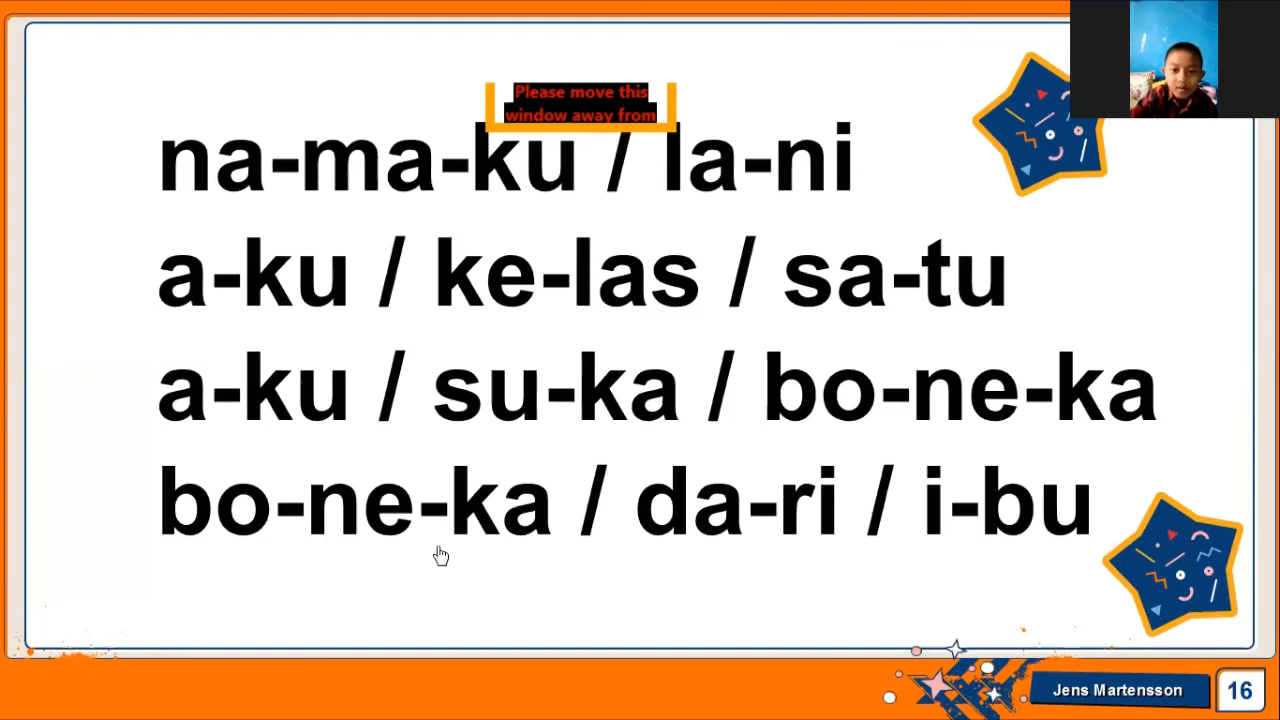 Please move this
window away from
na-ma-ku / la-ni
a-ku / ke-las / sa-tu
a-ku / su-ka / bo-ne-ka
bo-ne-ka / da-ri / i-bu
Jens Martensson
16